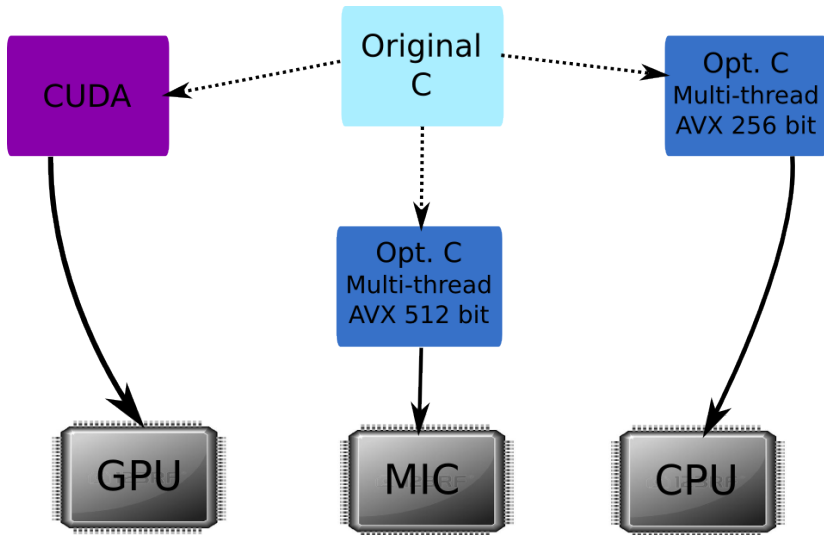 Original
C
CUDA
Opt. C
Multi-thread
AVX 256 bit
Opt. C
Multi-thread
AVX 512 bit
GPU
MIC
CPU